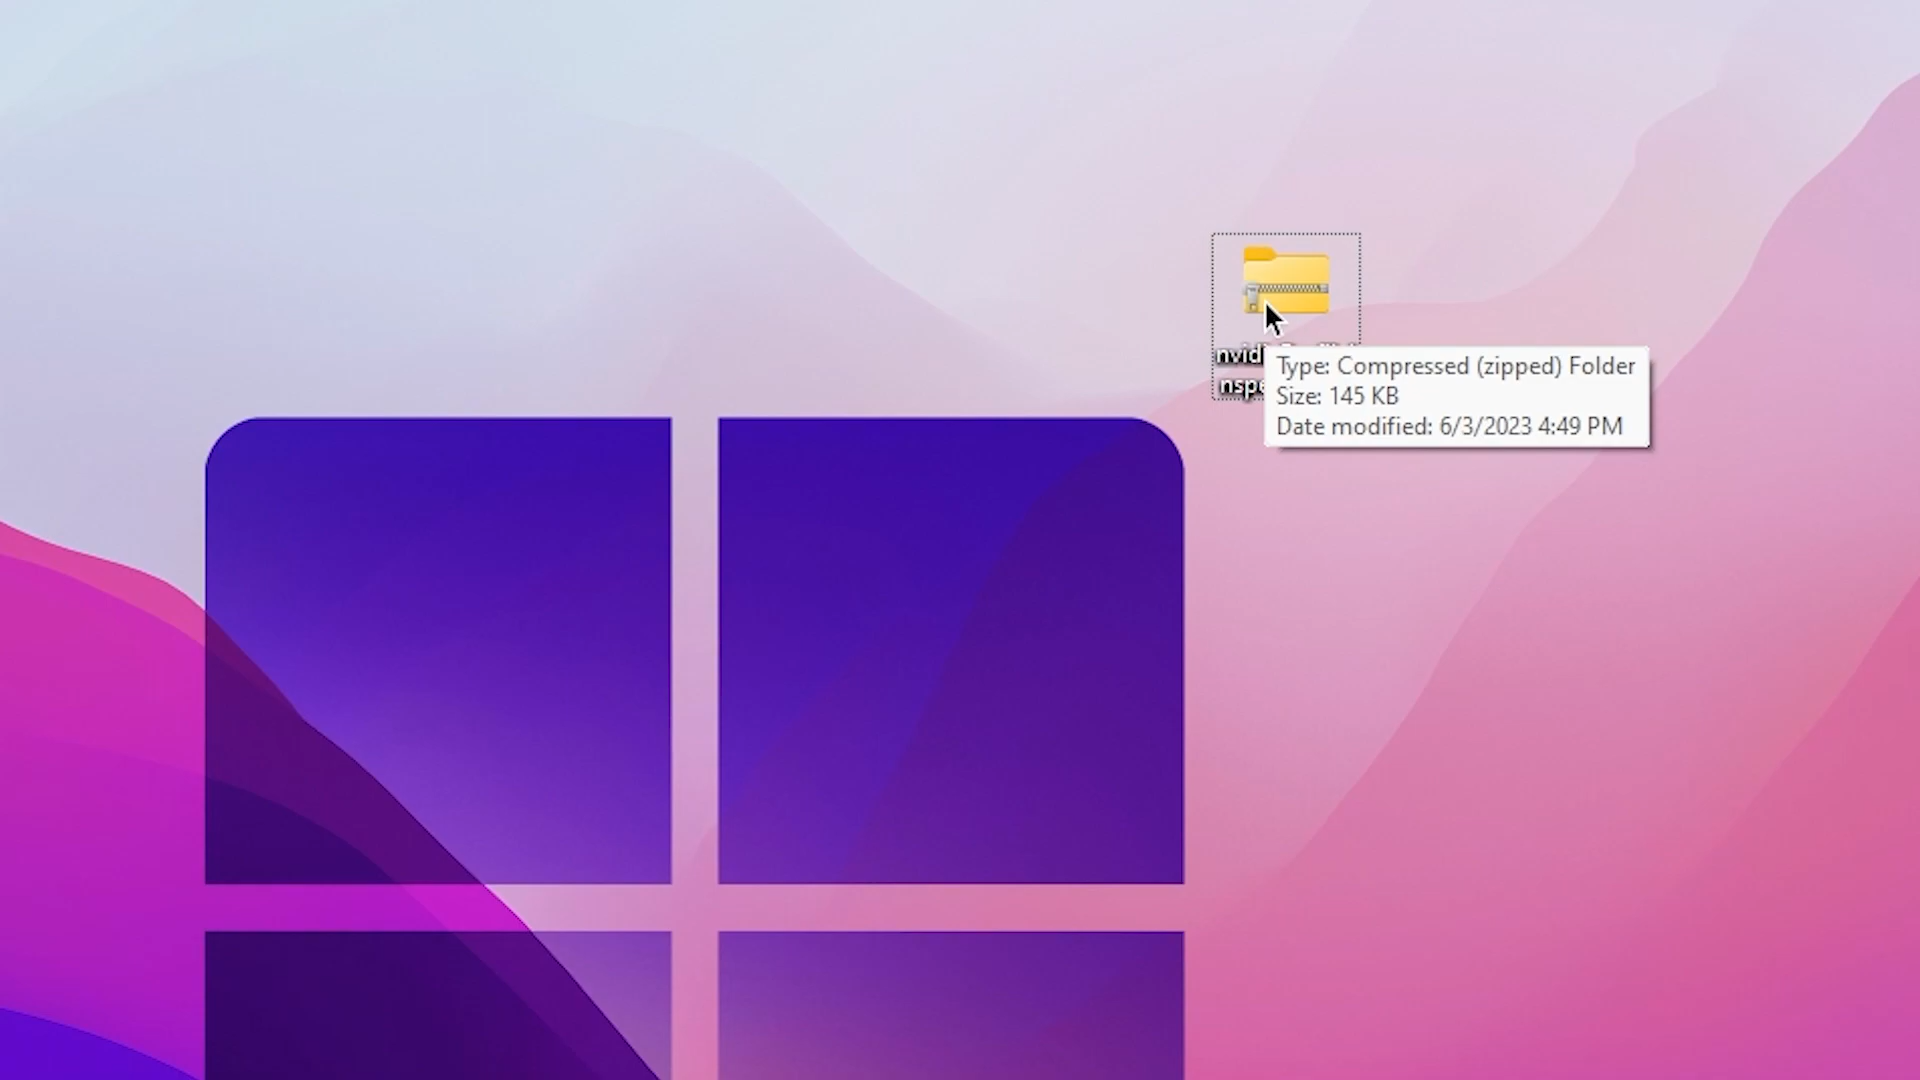 Type: Compressed (zipped) Folder
Size: 145 KB
Date modified: 6/3/2023 4:49 PM